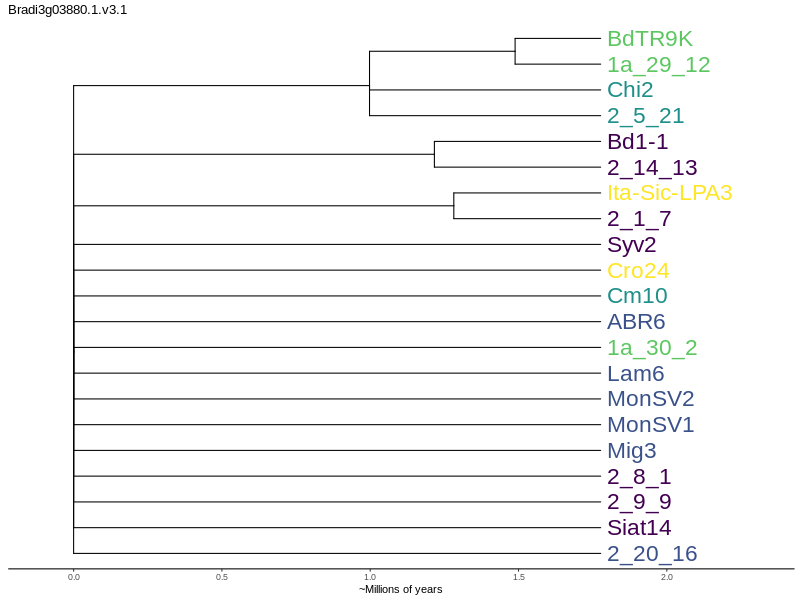 Bradi3g03880.1.v3.1
BdTR9K
1a_29_12
Chi2
2_5_21
Bd1-1
2_14_13
Ita-Sic-LPA3
2_1_7
Syv2
Cro24
Cm10
ABR6
1a_30_2
Lam6
MonSV2
MonSV1
Mig3
2_8_1
2_9_9
Siat14
2_20_16
0.0 0.5 1.0 1.5 2.0
~Millions of years